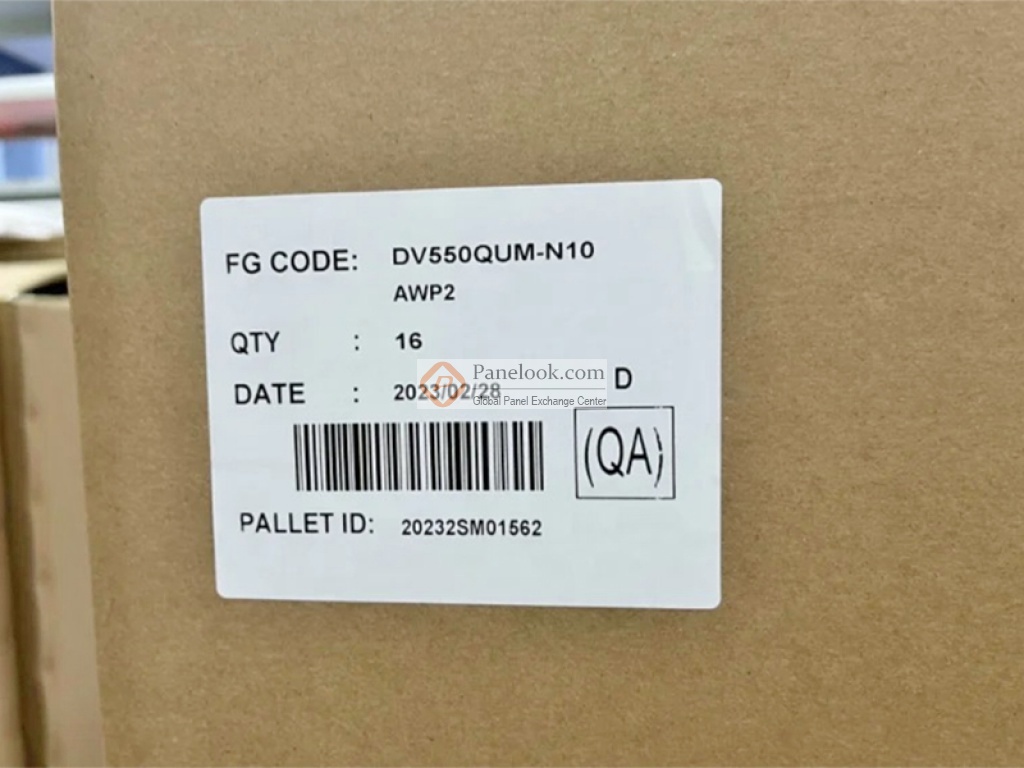 FG CODE: DV550QUM-N10
AWP2
QTY : 16
DATE : 2023/02/28
D
(QA)
PALLET ID: 20232SM01562
Panelook.com
Global Panel Exchange Center